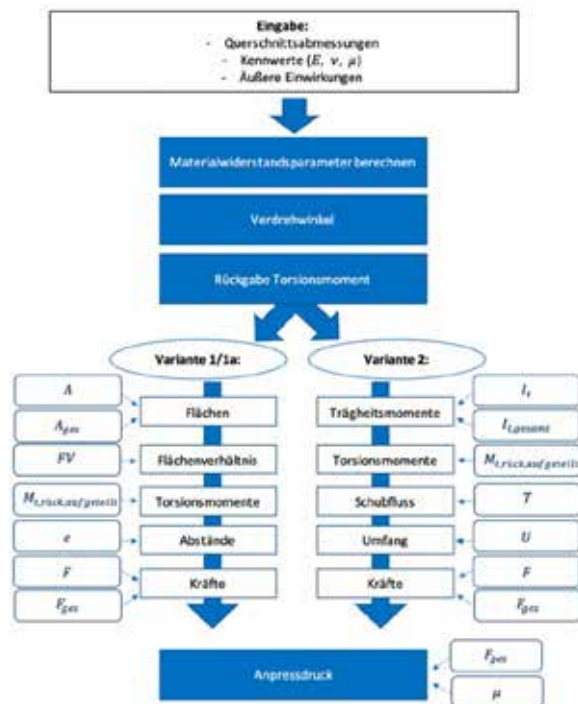 Eingabe:
- Querschnittsabmessungen
- Kennwerte (E, ν, μ)
- Äußere Einwirkungen
Materialwiderstandsparameter berechnen
Verdrehwinkel
Rückgabe Torsionsmoment
Variante 1/1a:
Variante 2:
A
Flächen
A_ges
FV
Flächenverhältnis
M_t,rück,aufgeteilt
Torsionsmomente
e
Abstände
F
Kräfte
F_ges
Trägheitsmomente
I_t
I_t,gesamt
Torsionsmomente
M_t,rück,aufgeteilt
Schubfluss
T
Umfang
U
Kräfte
F
F_ges
Anpressdruck
F_ges
μ